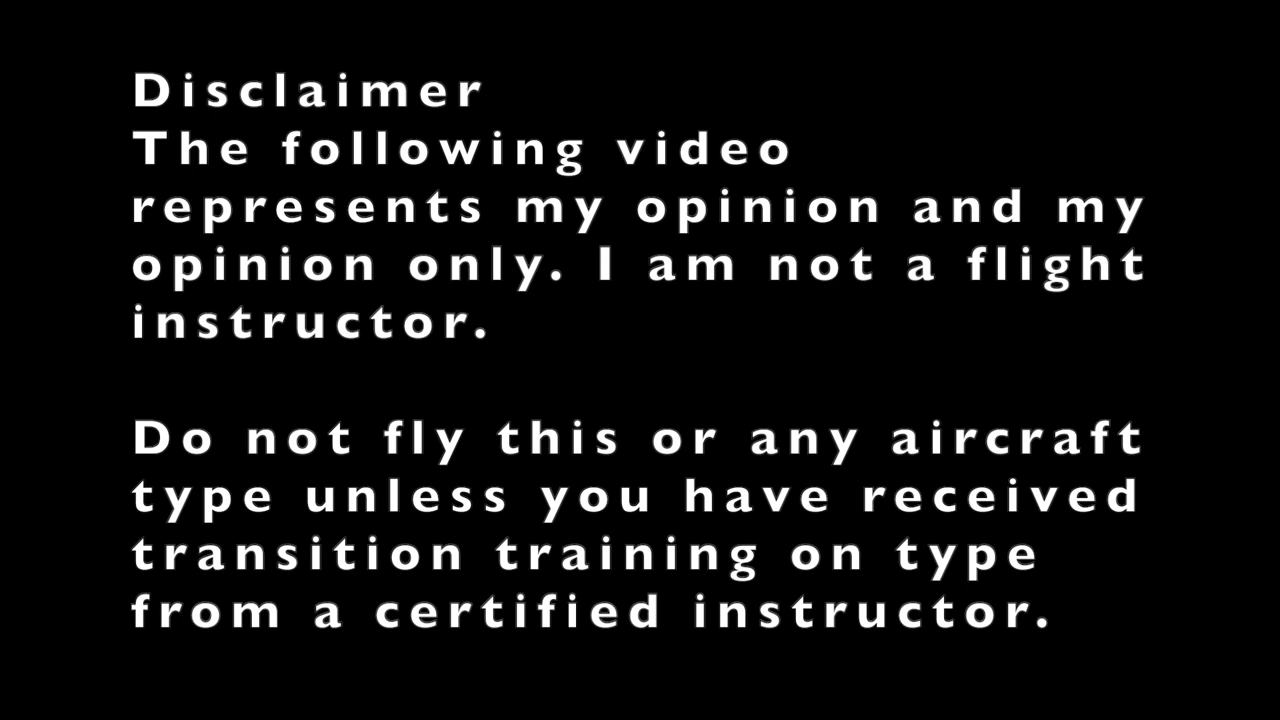 Disclaimer
The following video
represents my opinion and my
opinion only. I am not a flight
instructor.
Do not fly this or any aircraft
type unless you have received
transition training on type
from a certified instructor.